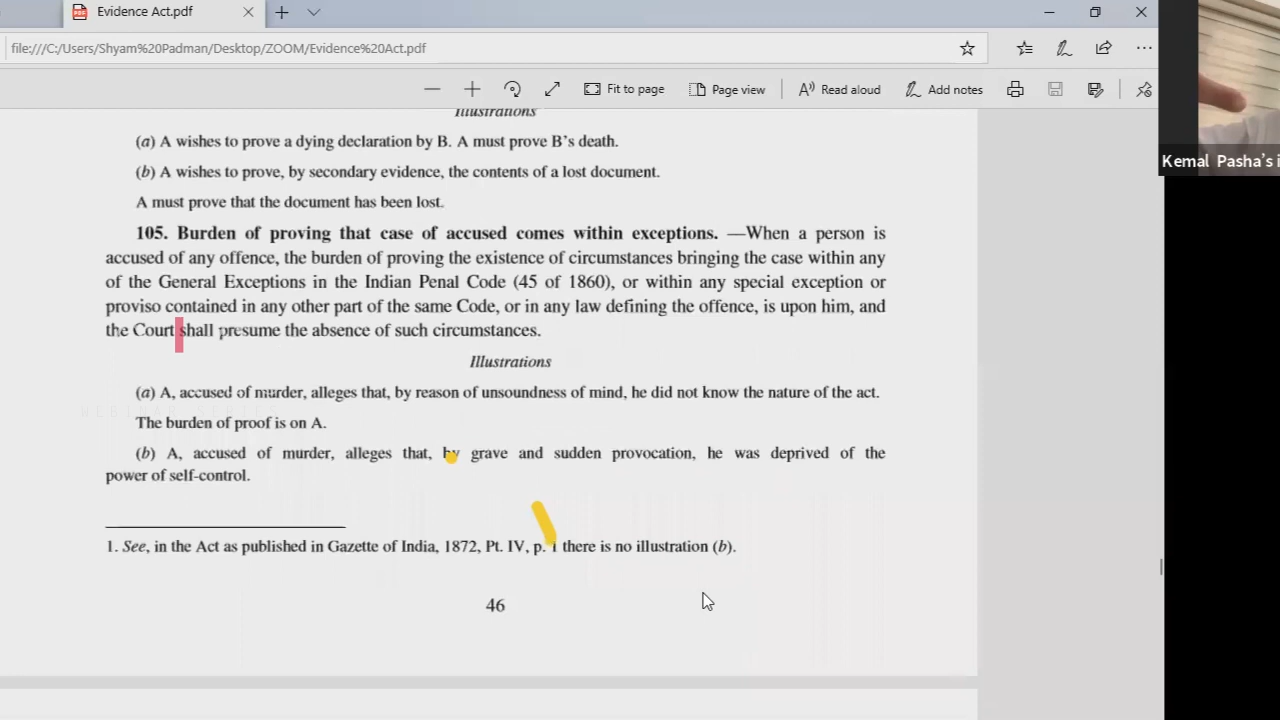 Evidence Act.pdf
file:///C:/Users/Shyam%20Padman/Desktop/ZOOM/Evidence%20Act.pdf
Fit to page Page view Read aloud Add notes
Illustrations
(a) A wishes to prove a dying declaration by B. A must prove B’s death.
(b) A wishes to prove, by secondary evidence, the contents of a lost document.
A must prove that the document has been lost.
105. Burden of proving that case of accused comes within exceptions. —When a person is
accused of any offence, the burden of proving the existence of circumstances bringing the case within any
of the General Exceptions in the Indian Penal Code (45 of 1860), or within any special exception or
proviso contained in any other part of the same Code, or in any law defining the offence, is upon him, and
the Court shall presume the absence of such circumstances.
Illustrations
(a) A, accused of murder, alleges that, by reason of unsoundness of mind, he did not know the nature of the act.
The burden of proof is on A.
(b) A, accused of murder, alleges that, by grave and sudden provocation, he was deprived of the
power of self-control.
1. See, in the Act as published in Gazette of India, 1872, Pt. IV, p. 1 there is no illustration (b).
46
Kemal Pasha’s i